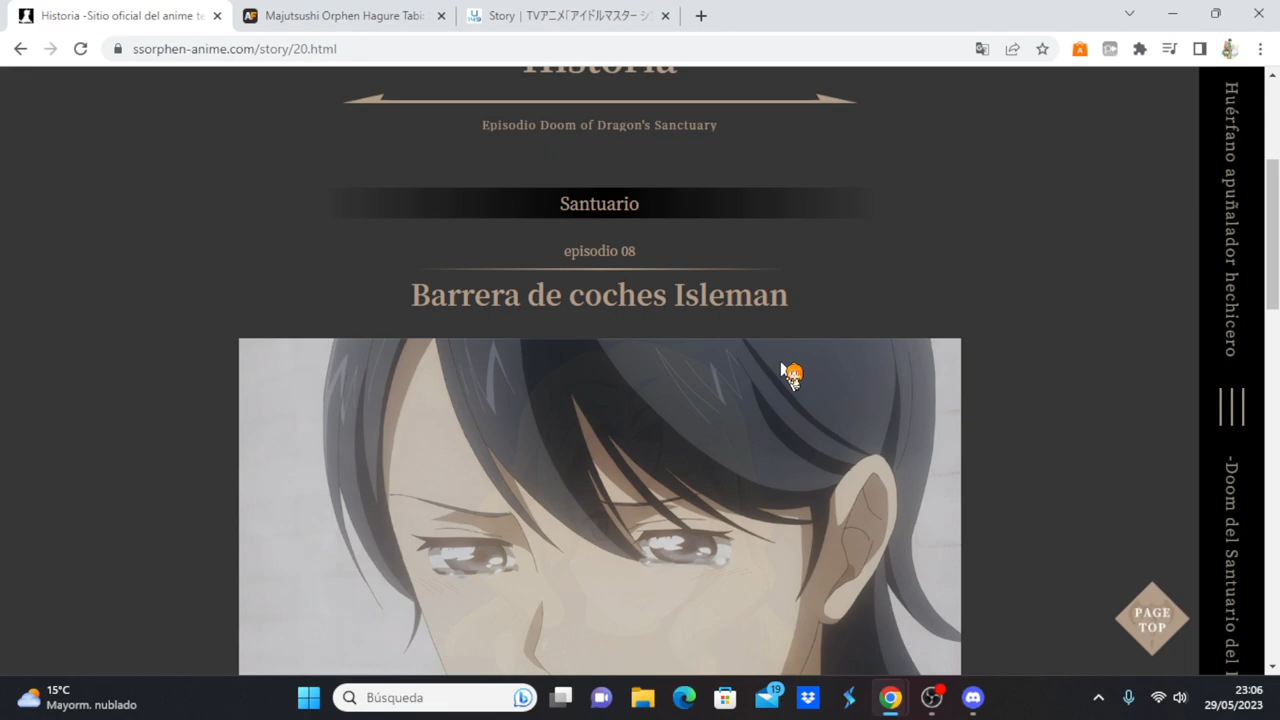 Historia -Sitio oficial del anime te
Majutsushi Orphen Hagure Tabi:
Story | TVアニメ「アイドルマスター シン
ssorphen-anime.com/story/20.html
Historia
Episodio Doom of Dragon's Sanctuary
Santuario
episodio 08
Barrera de coches Isleman
Huérfano apuñalador hechicero
-Doom del Santuario del
PAGE
TOP
15°C
Mayorm. nublado
Búsqueda
19
23:06
29/05/2023